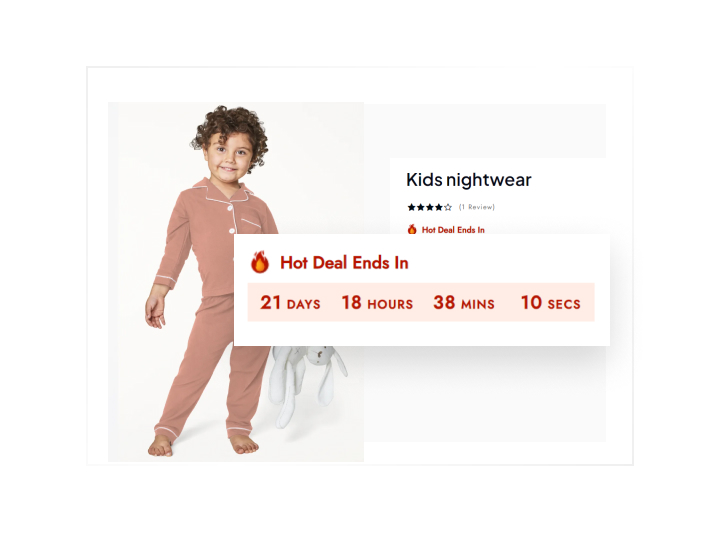 Kids nightwear
(1 Review)
Hot Deal Ends In
Hot Deal Ends In
21 DAYS 18 HOURS 38 MINS 10 SECS